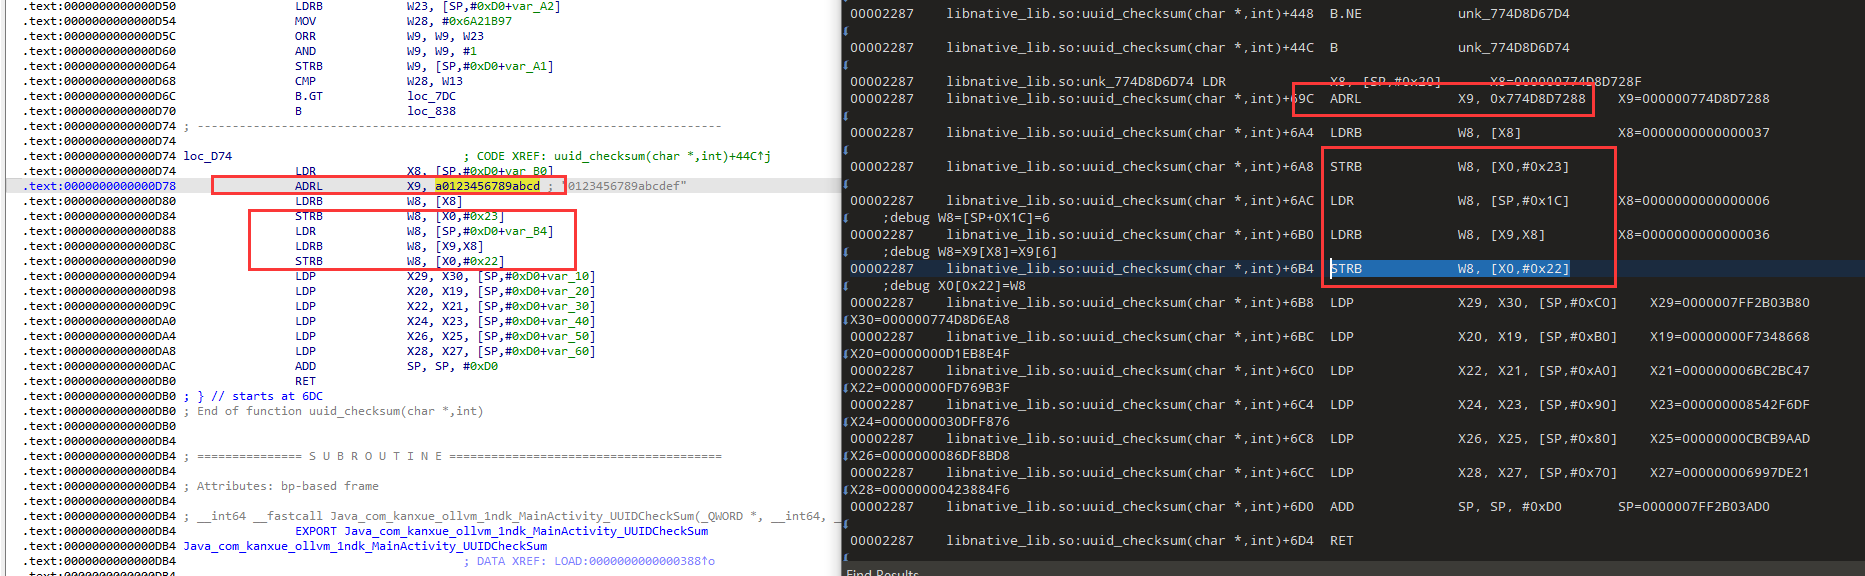 .text:0000000000000D50 LDRB W23, [SP,#0xD0+var_A2]
.text:0000000000000D54 MOV W28, #0x6A21B97
.text:0000000000000D5C ORR W9, W9, W23
.text:0000000000000D60 AND W9, W9, #1
.text:0000000000000D64 STRB W9, [SP,#0xD0+var_A1]
.text:0000000000000D68 CMP W28, W13
.text:0000000000000D6C B.GT loc_7DC
.text:0000000000000D70 B loc_838
.text:0000000000000D74 ; ---------------------------------------------------------------------------
.text:0000000000000D74
.text:0000000000000D74 loc_D74 ; CODE XREF: uuid_checksum(char *,int)+44C↑j
.text:0000000000000D74 LDR X8, [SP,#0xD0+var_B0]
.text:0000000000000D78 ADRL X9, a0123456789abcd ; "0123456789abcdef"
.text:0000000000000D80 LDRB W8, [X8]
.text:0000000000000D84 STRB W8, [X0,#0x23]
.text:0000000000000D88 LDR W8, [SP,#0xD0+var_B4]
.text:0000000000000D8C LDRB W8, [X9,X8]
.text:0000000000000D90 STRB W8, [X0,#0x22]
.text:0000000000000D94 LDP X29, X30, [SP,#0xD0+var_10]
.text:0000000000000D98 LDP X20, X19, [SP,#0xD0+var_20]
.text:0000000000000D9C LDP X22, X21, [SP,#0xD0+var_30]
.text:0000000000000DA0 LDP X24, X23, [SP,#0xD0+var_40]
.text:0000000000000DA4 LDP X26, X25, [SP,#0xD0+var_50]
.text:0000000000000DA8 LDP X28, X27, [SP,#0xD0+var_60]
.text:0000000000000DAC ADD SP, SP, #0xD0
.text:0000000000000DB0 RET
.text:0000000000000DB0 ; } // starts at 6DC
.text:0000000000000DB0 ; End of function uuid_checksum(char *,int)
.text:0000000000000DB0
.text:0000000000000DB4
.text:0000000000000DB4 ; =============== S U B R O U T I N E =======================================
.text:0000000000000DB4
.text:0000000000000DB4 ; Attributes: bp-based frame
.text:0000000000000DB4
.text:0000000000000DB4 ; __int64 __fastcall Java_com_kanxue_ollvm_1ndk_MainActivity_UUIDCheckSum(_QWORD *, __int64,
.text:0000000000000DB4 EXPORT Java_com_kanxue_ollvm_1ndk_MainActivity_UUIDCheckSum
.text:0000000000000DB4 Java_com_kanxue_ollvm_1ndk_MainActivity_UUIDCheckSum
.text:0000000000000DB4 ; DATA XREF: LOAD:0000000000000388↑o
.text:0000000000000DB4
00002287 libnative_lib.so:uuid_checksum(char *,int)+448 B.NE unk_774D8D67D4
00002287 libnative_lib.so:uuid_checksum(char *,int)+44C B unk_774D8D6D74
00002287 libnative_lib.so:unk_774D8D6D74 LDR X8, [SP,#0x20] X8=000000774D8D728F
00002287 libnative_lib.so:uuid_checksum(char *,int)+69C ADRL X9, 0x774D8D7288 X9=000000774D8D7288
00002287 libnative_lib.so:uuid_checksum(char *,int)+6A4 LDRB W8, [X8] X8=0000000000000037
00002287 libnative_lib.so:uuid_checksum(char *,int)+6A8 STRB W8, [X0,#0x23]
00002287 libnative_lib.so:uuid_checksum(char *,int)+6AC LDR W8, [SP,#0x1C] X8=0000000000000006
;debug W8=[SP+0X1C]=6
00002287 libnative_lib.so:uuid_checksum(char *,int)+6B0 LDRB W8, [X9,X8] X8=0000000000000036
;debug W8=X9[X8]=X9[6]
00002287 libnative_lib.so:uuid_checksum(char *,int)+6B4 STRB W8, [X0,#0x22]
;debug X0[0x22]=W8
00002287 libnative_lib.so:uuid_checksum(char *,int)+6B8 LDP X29, X30, [SP,#0xC0] X29=0000007FF2B03B80
X30=000000774D8D6EA8
00002287 libnative_lib.so:uuid_checksum(char *,int)+6BC LDP X20, X19, [SP,#0xB0] X19=00000000F7348668
X20=00000000D1EB8E4F
00002287 libnative_lib.so:uuid_checksum(char *,int)+6C0 LDP X22, X21, [SP,#0xA0] X21=000000006BC2BC47
X22=00000000FD769B3F
00002287 libnative_lib.so:uuid_checksum(char *,int)+6C4 LDP X24, X23, [SP,#0x90] X23=000000008542F6DF
X24=0000000030DFF876
00002287 libnative_lib.so:uuid_checksum(char *,int)+6C8 LDP X26, X25, [SP,#0x80] X25=00000000CBCB9AAD
X26=0000000086DF8BD8
00002287 libnative_lib.so:uuid_checksum(char *,int)+6CC LDP X28, X27, [SP,#0x70] X27=000000006997DE21
X28=00000000423884F6
00002287 libnative_lib.so:uuid_checksum(char *,int)+6D0 ADD SP, SP, #0xD0 SP=0000007FF2B03AD0
00002287 libnative_lib.so:uuid_checksum(char *,int)+6D4 RET
Find Results